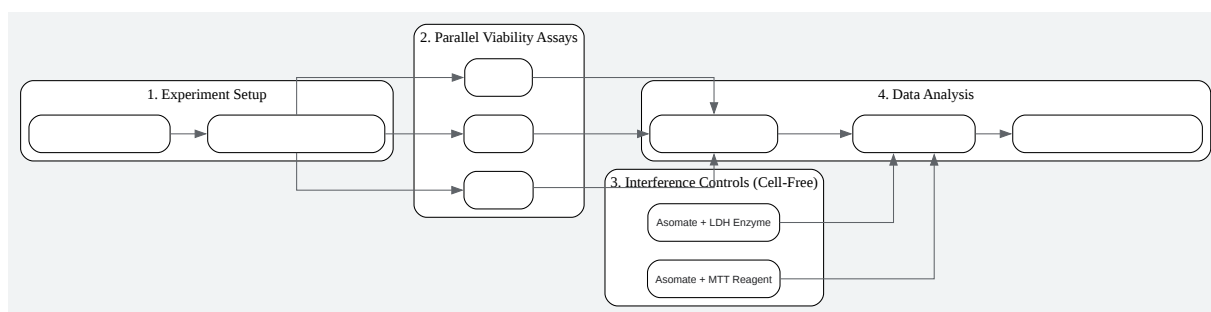 2. Parallel Viability Assays
1. Experiment Setup
4. Data Analysis
3. Interference Controls (Cell-Free)
Asomate + LDH Enzyme
Asomate + MTT Reagent